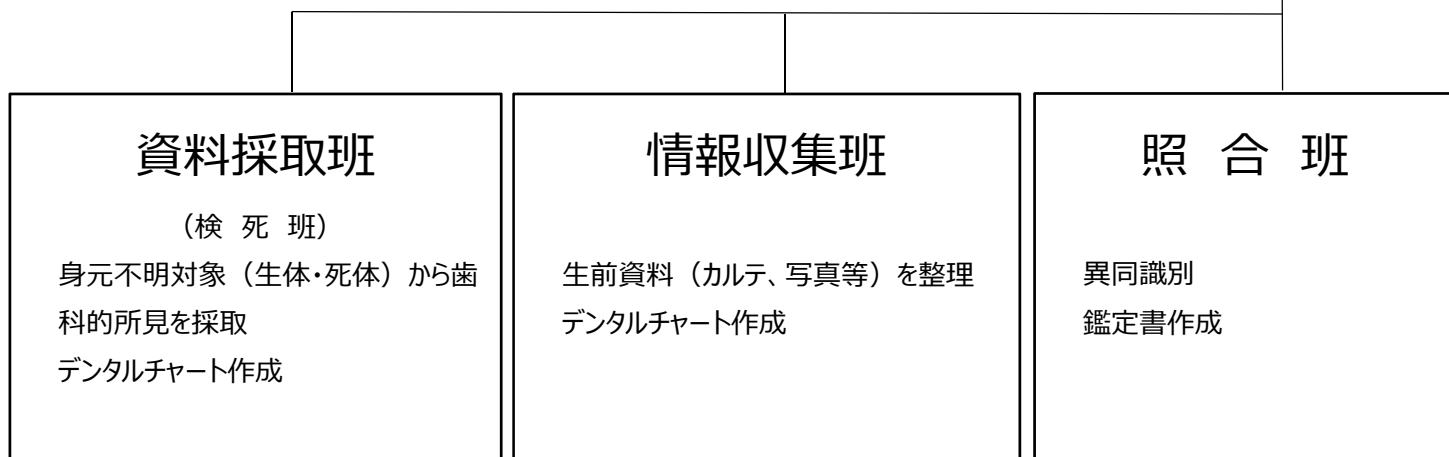 資料採取班
（検 死 班）
身元不明対象（生体・死体）から歯
科的所見を採取
デンタルチャート作成
情報収集班
生前資料（カルテ、写真等）を整理
デンタルチャート作成
照 合 班
異同識別
鑑定書作成